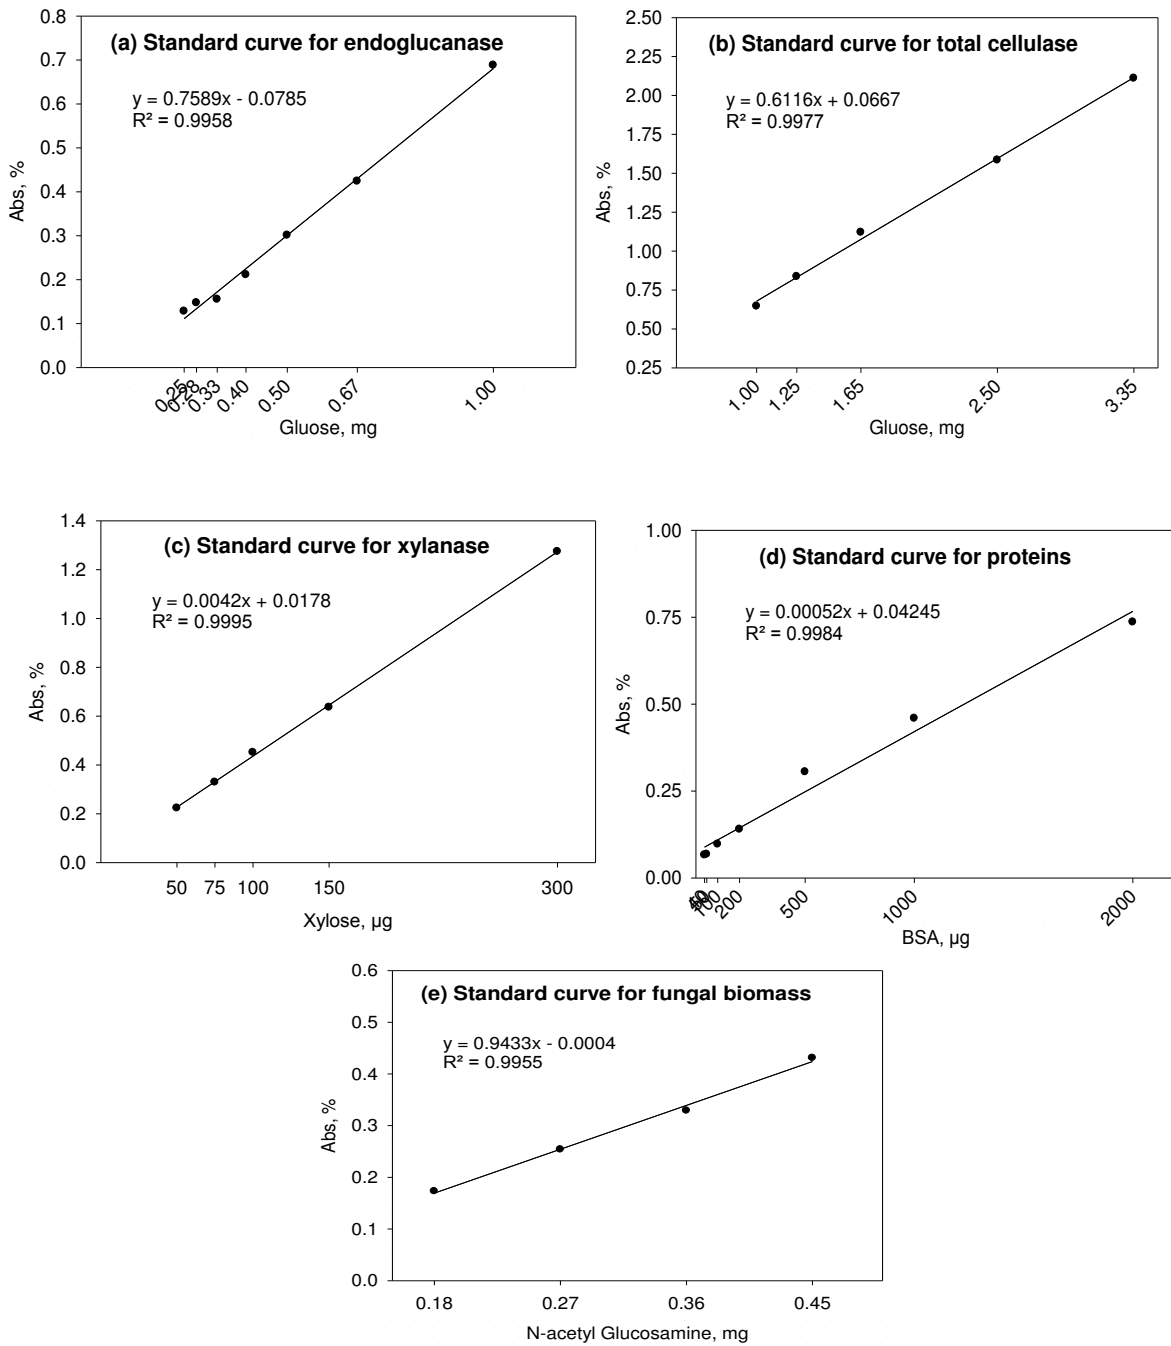 (a) Standard curve for endoglucanase
y = 0.7589x - 0.0785
R² = 0.9958
Abs, %
0.8
0.7
0.6
0.5
0.4
0.3
0.2
0.1
0.0
0.25
0.28
0.33
0.40
0.50
0.67
1.00
Gluose, mg
(b) Standard curve for total cellulase
y = 0.6116x + 0.0667
R² = 0.9977
Abs, %
2.50
2.25
2.00
1.75
1.50
1.25
1.00
0.75
0.50
0.25
1.00
1.25
1.65
2.50
3.35
Gluose, mg
(c) Standard curve for xylanase
y = 0.0042x + 0.0178
R² = 0.9995
Abs, %
1.4
1.2
1.0
0.8
0.6
0.4
0.2
0.0
50 75 100 150 300
Xylose, µg
(d) Standard curve for proteins
y = 0.00052x + 0.04245
R² = 0.9984
Abs, %
1.00
0.75
0.50
0.25
0.00
100
200
500
1000
2000
BSA, µg
(e) Standard curve for fungal biomass
y = 0.9433x - 0.0004
R² = 0.9955
Abs, %
0.6
0.5
0.4
0.3
0.2
0.1
0.0
0.18 0.27 0.36 0.45
N-acetyl Glucosamine, mg